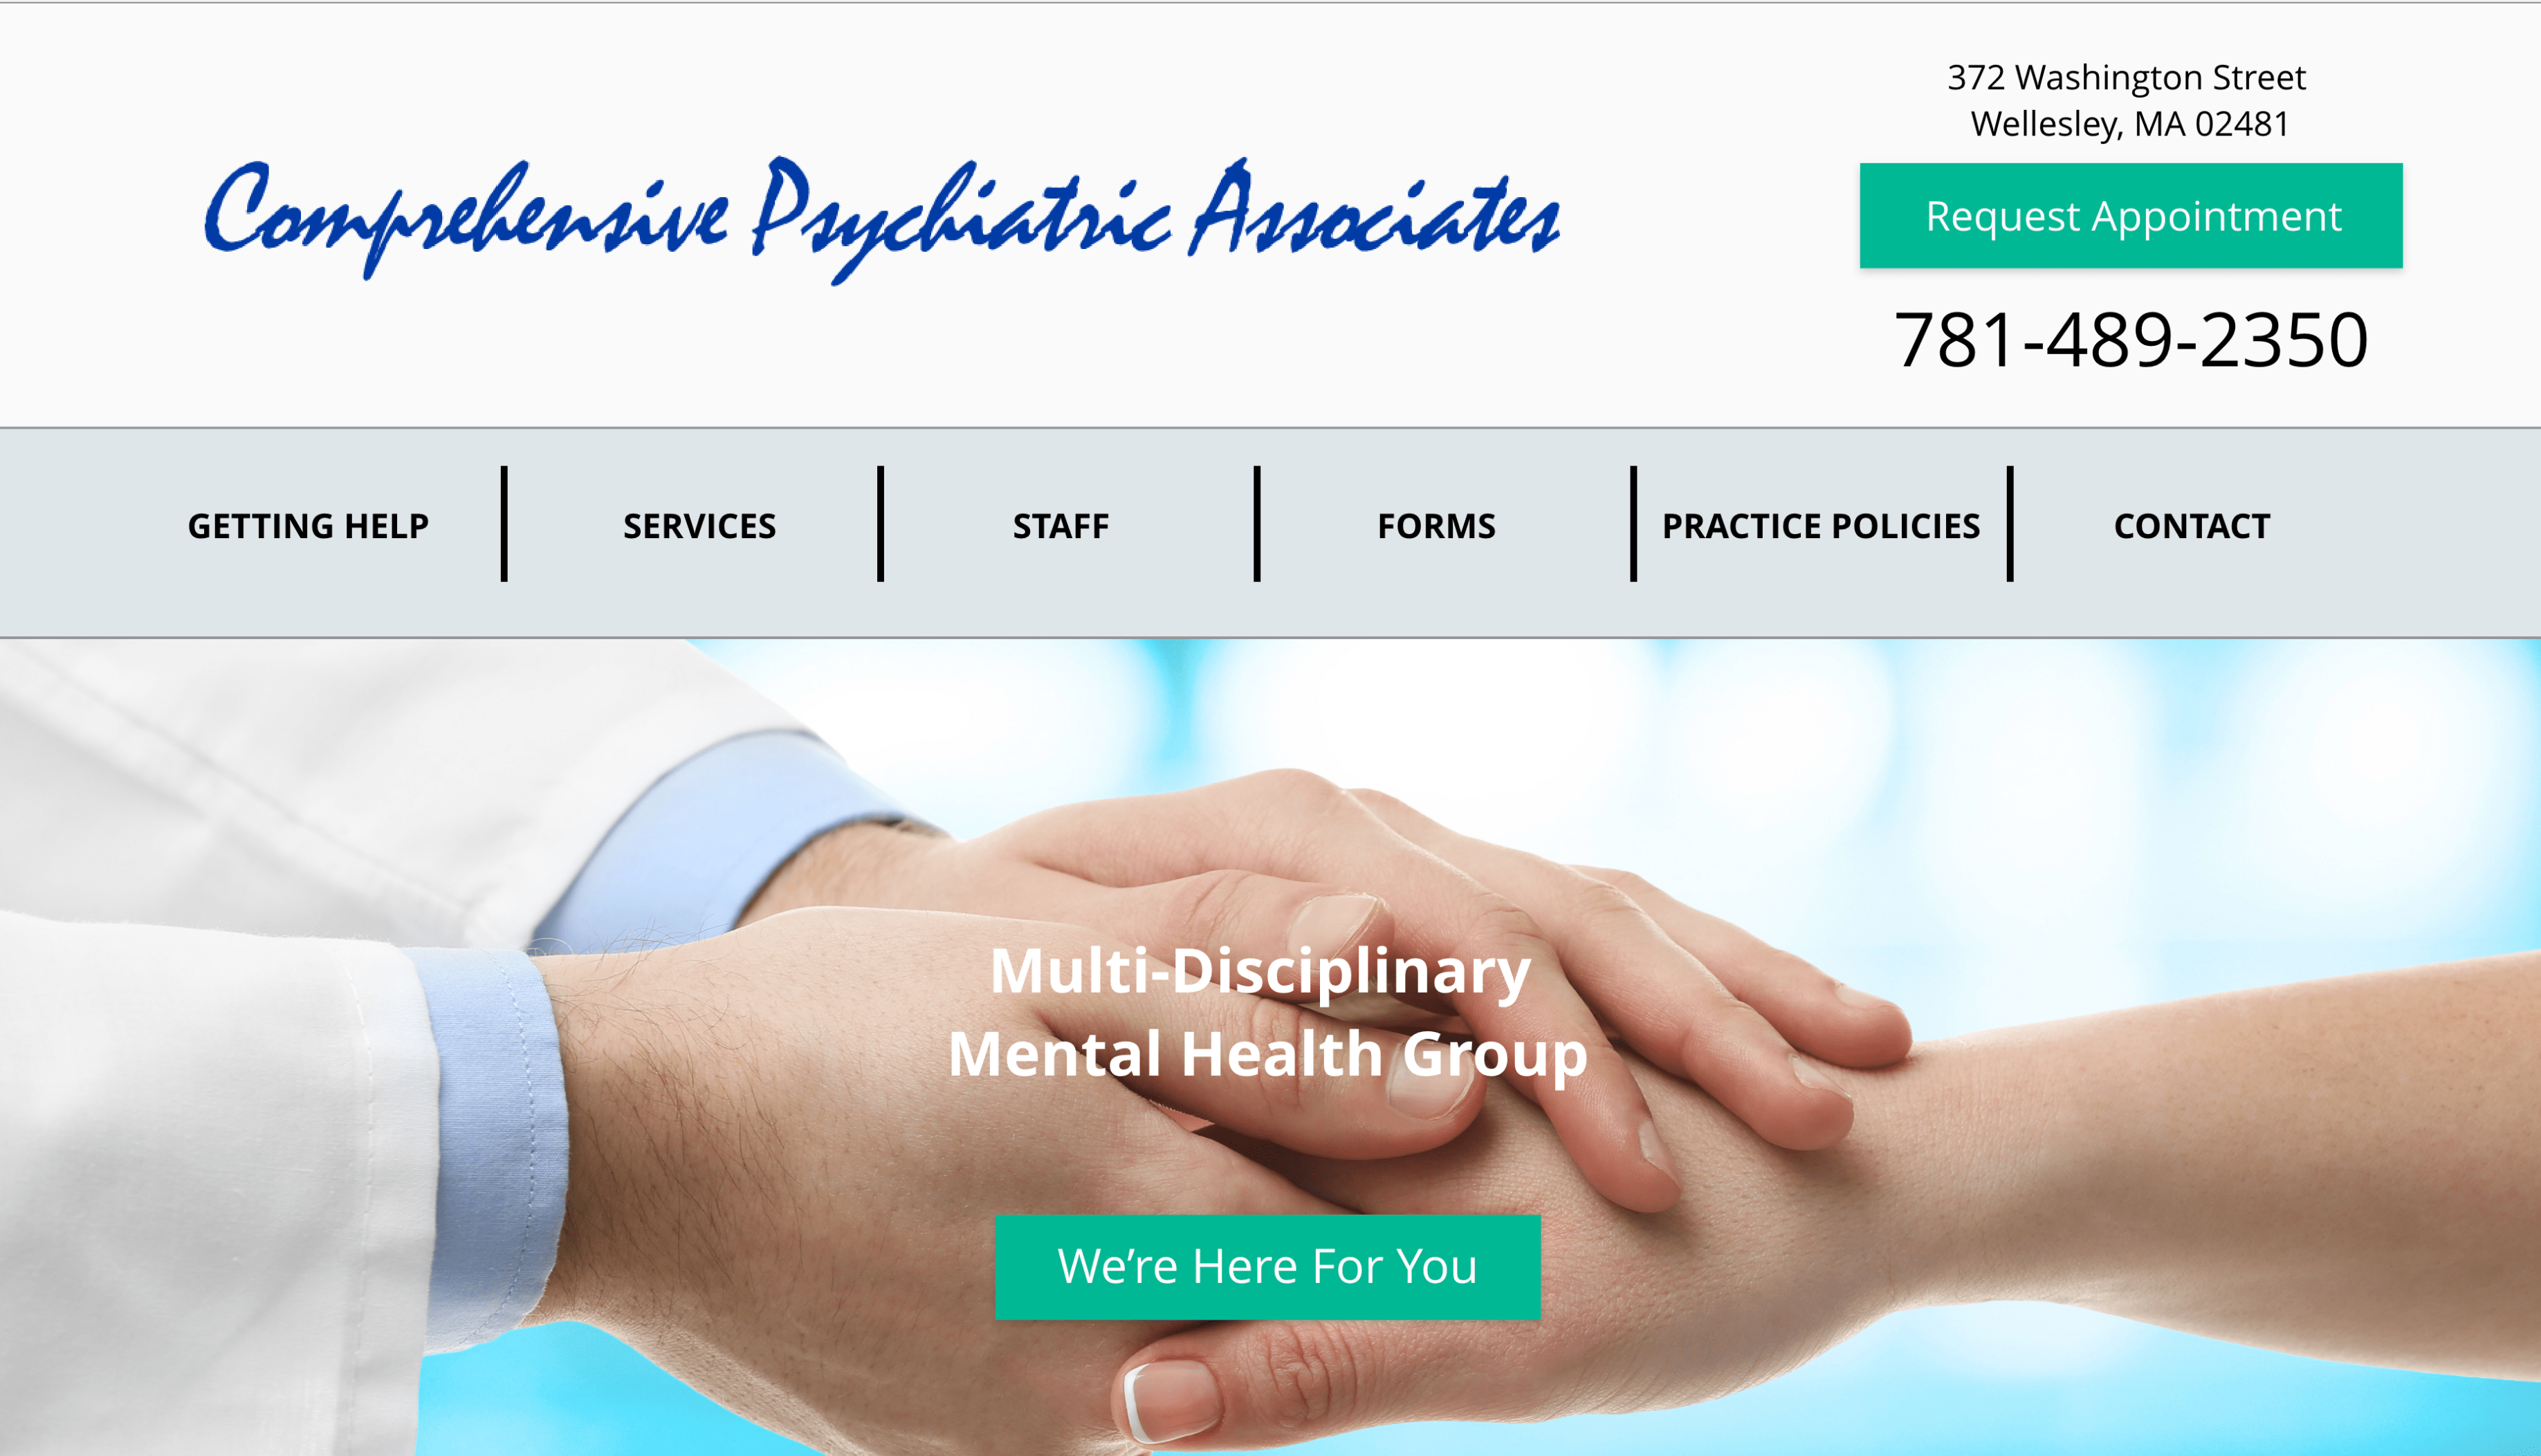 372 Washington Street
Wellesley, MA 02481
Comprehensive Psychiatric Associates
Request Appointment
781-489-2350
GETTING HELP
SERVICES
STAFF
FORMS
PRACTICE POLICIES
CONTACT
Multi-Disciplinary
Mental Health Group
We’re Here For You